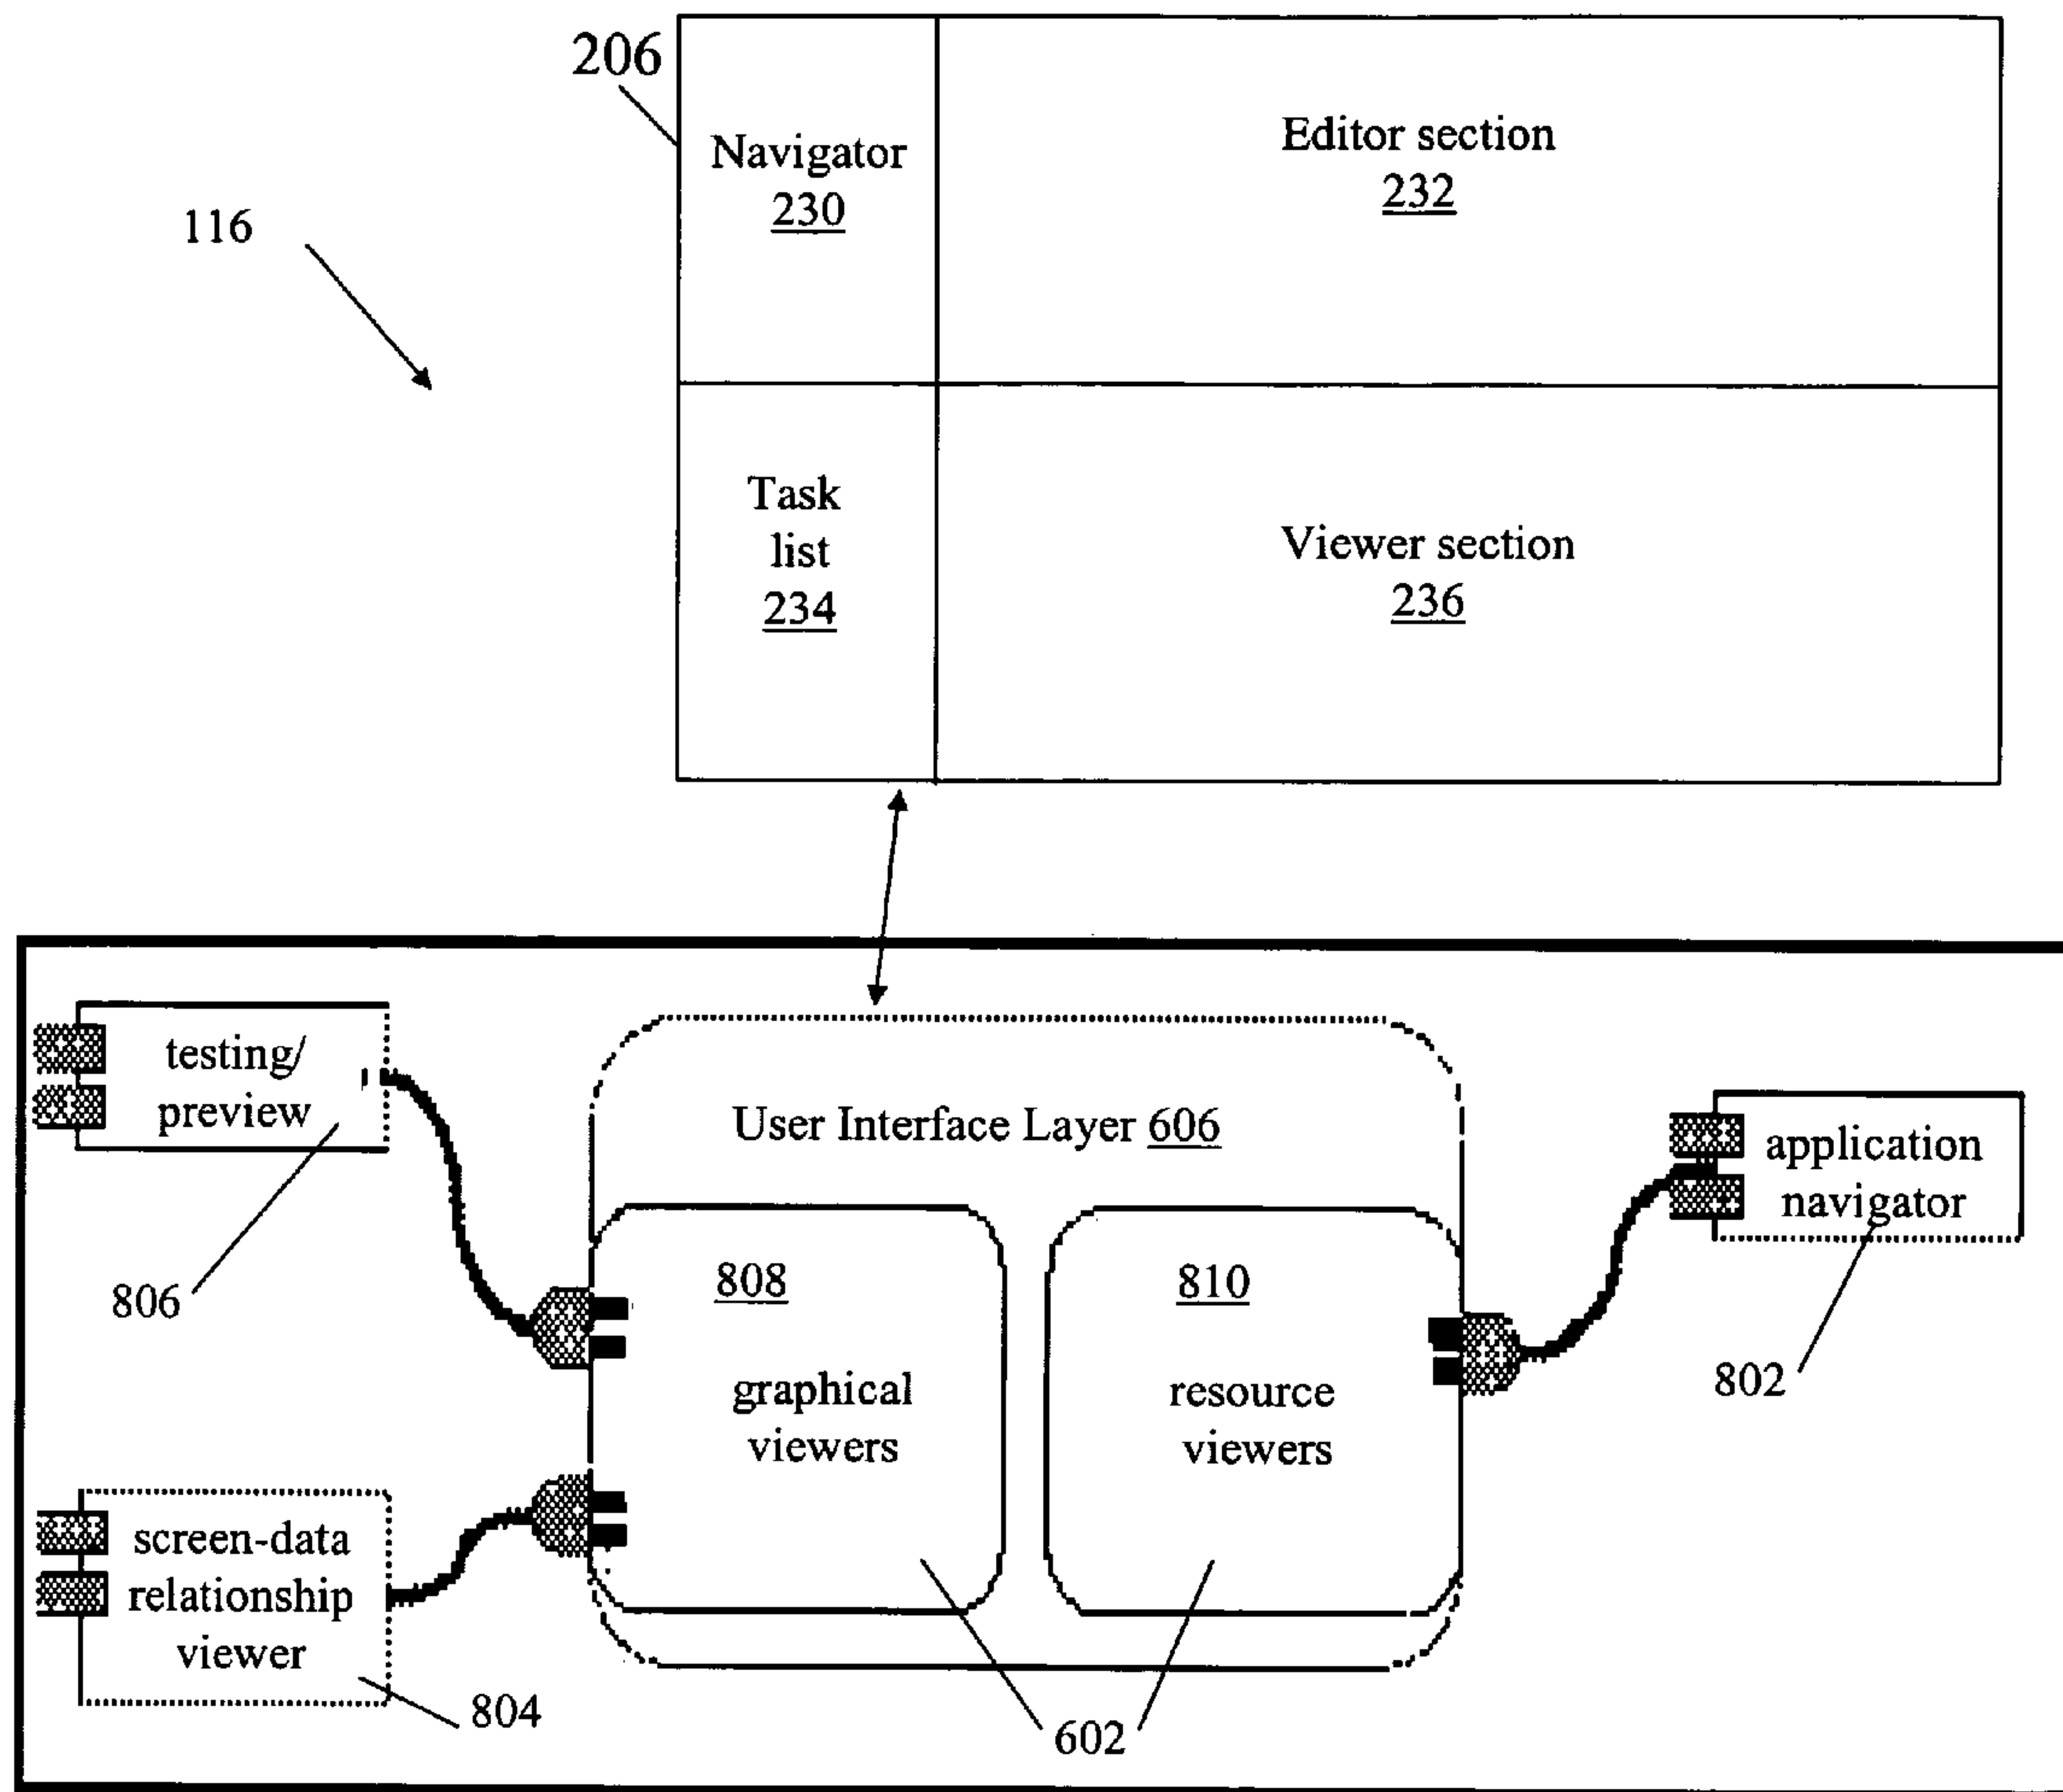 206
Navigator
230
Editor section
232
116
Task
list
234
Viewer section
236
testing/
preview
806
User Interface Layer 606
application
navigator
802
808
graphical
viewers
810
resource
viewers
screen-data
relationship
viewer
804
602